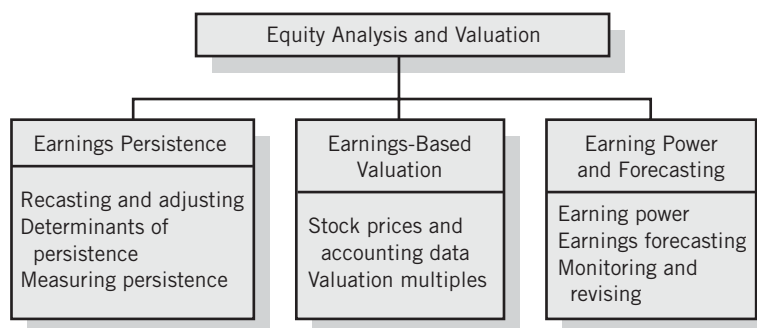 Equity Analysis and Valuation
Earnings Persistence
Recasting and adjusting
Determinants of
persistence
Measuring persistence
Earnings-Based
Valuation
Stock prices and
accounting data
Valuation multiples
Earning Power
and Forecasting
Earning power
Earnings forecasting
Monitoring and
revising